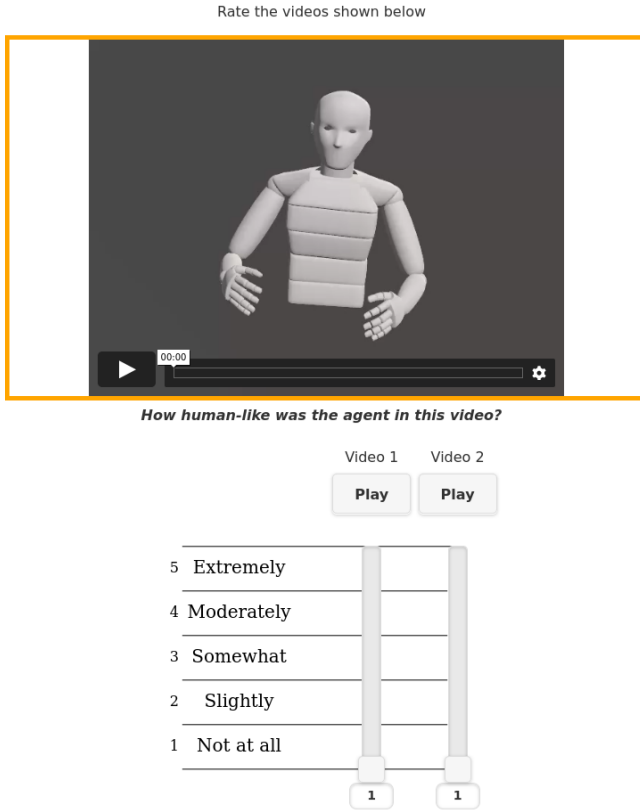 Rate the videos shown below
00:00
How human-like was the agent in this video?
Video 1 Video 2
Play Play
5 Extremely
4 Moderately
3 Somewhat
2 Slightly
1 Not at all
1 1